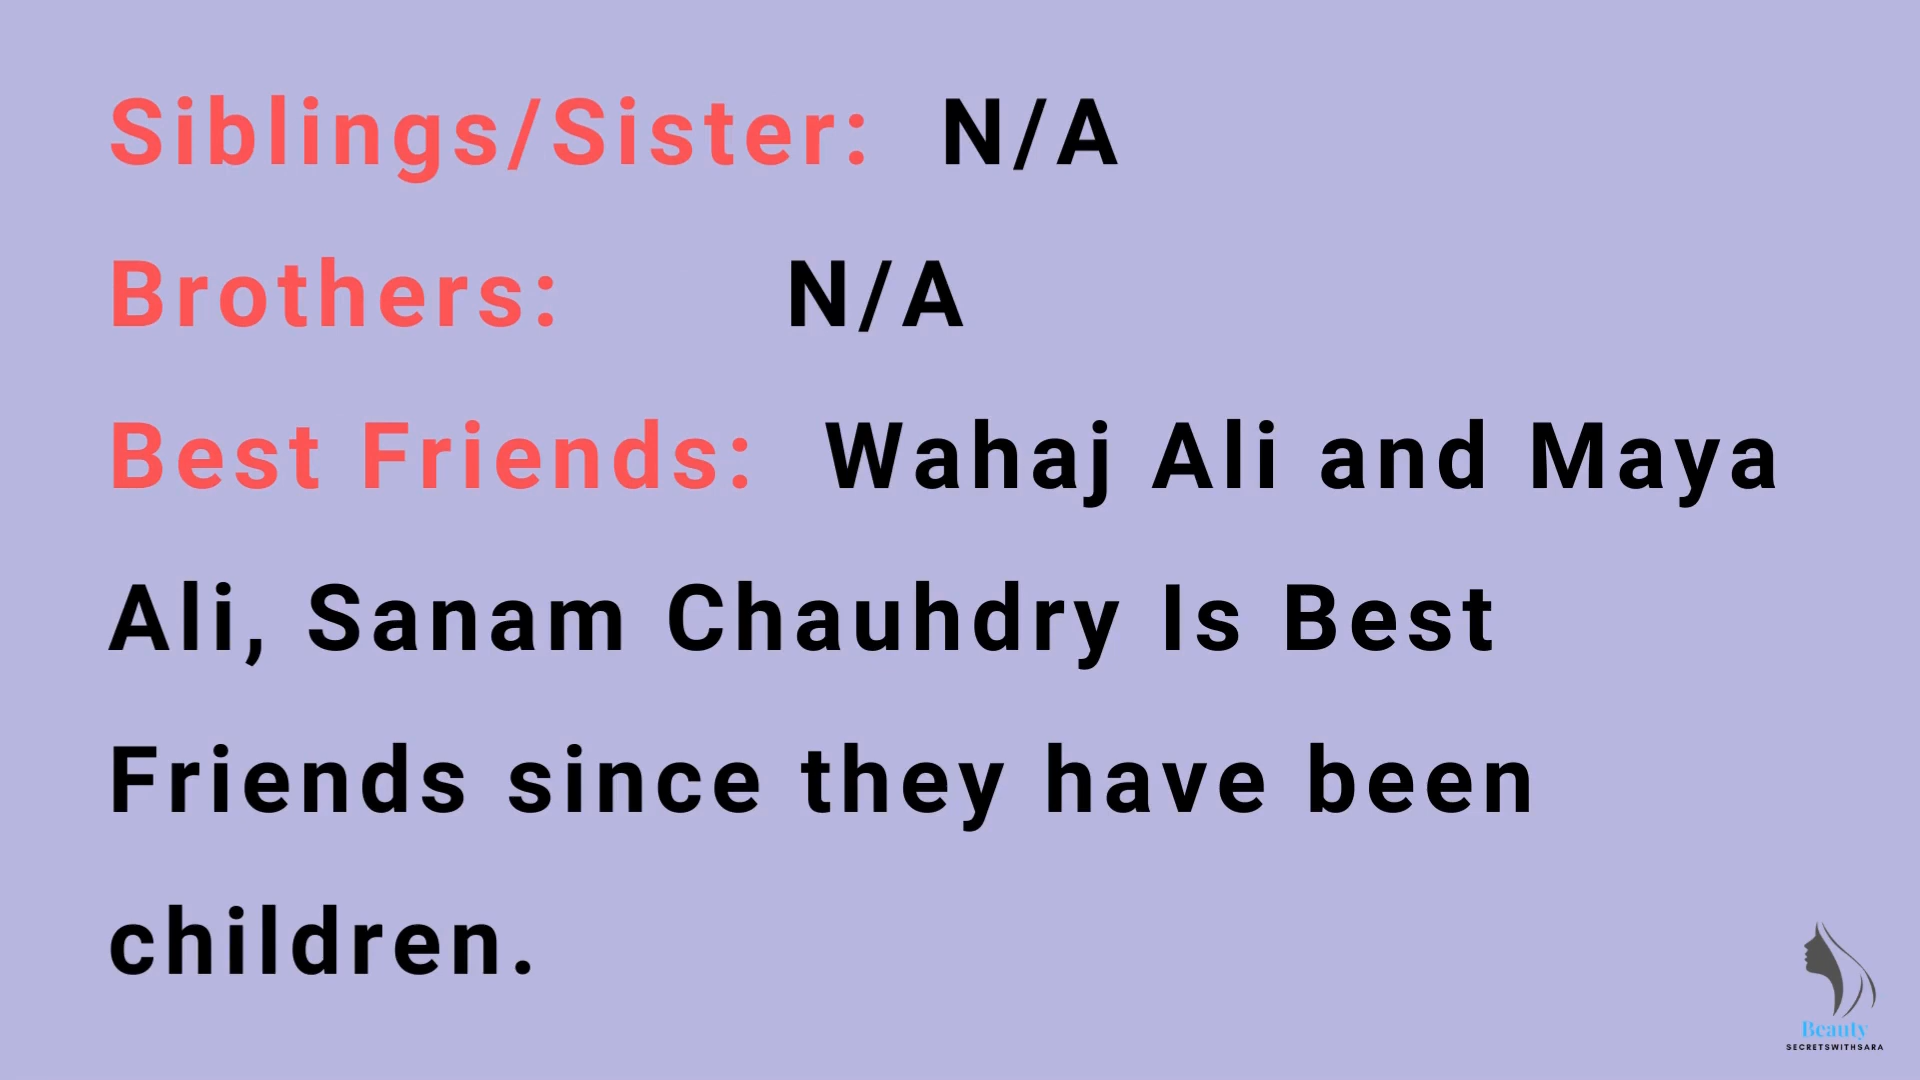 Siblings/Sister: N/A
Brothers: N/A
Best Friends: Wahaj Ali and Maya
Ali, Sanam Chauhdry Is Best
Friends since they have been
children.
Beauty
SECRETSWITHSARA